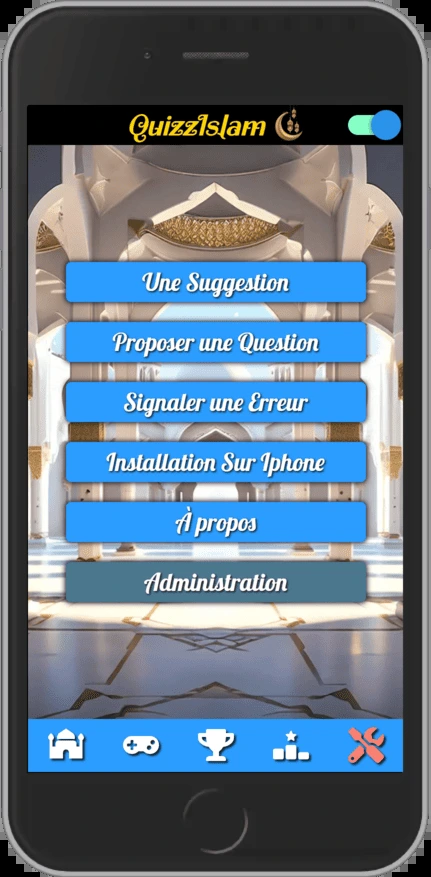 QuizzIslam
Une Suggestion
Proposer une Question
Signaler une Erreur
Installation Sur Iphone
À propos
Administration